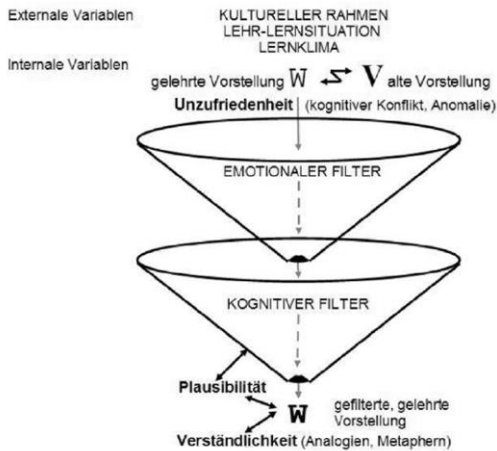 Externale Variablen
KULTURELLER RAHMEN
LEHR-LERNSITUATION
LERNKLIMA
Internale Variablen
gelehrte Vorstellung W V alte Vorstellung
Unzufriedenheit (kognitiver Konflikt, Anomalie)
EMOTIONALER FILTER
KOGNITIVER FILTER
Plausibilität
W gefilterte, gelehrte
Vorstellung
Verständlichkeit (Analogien, Metaphern)